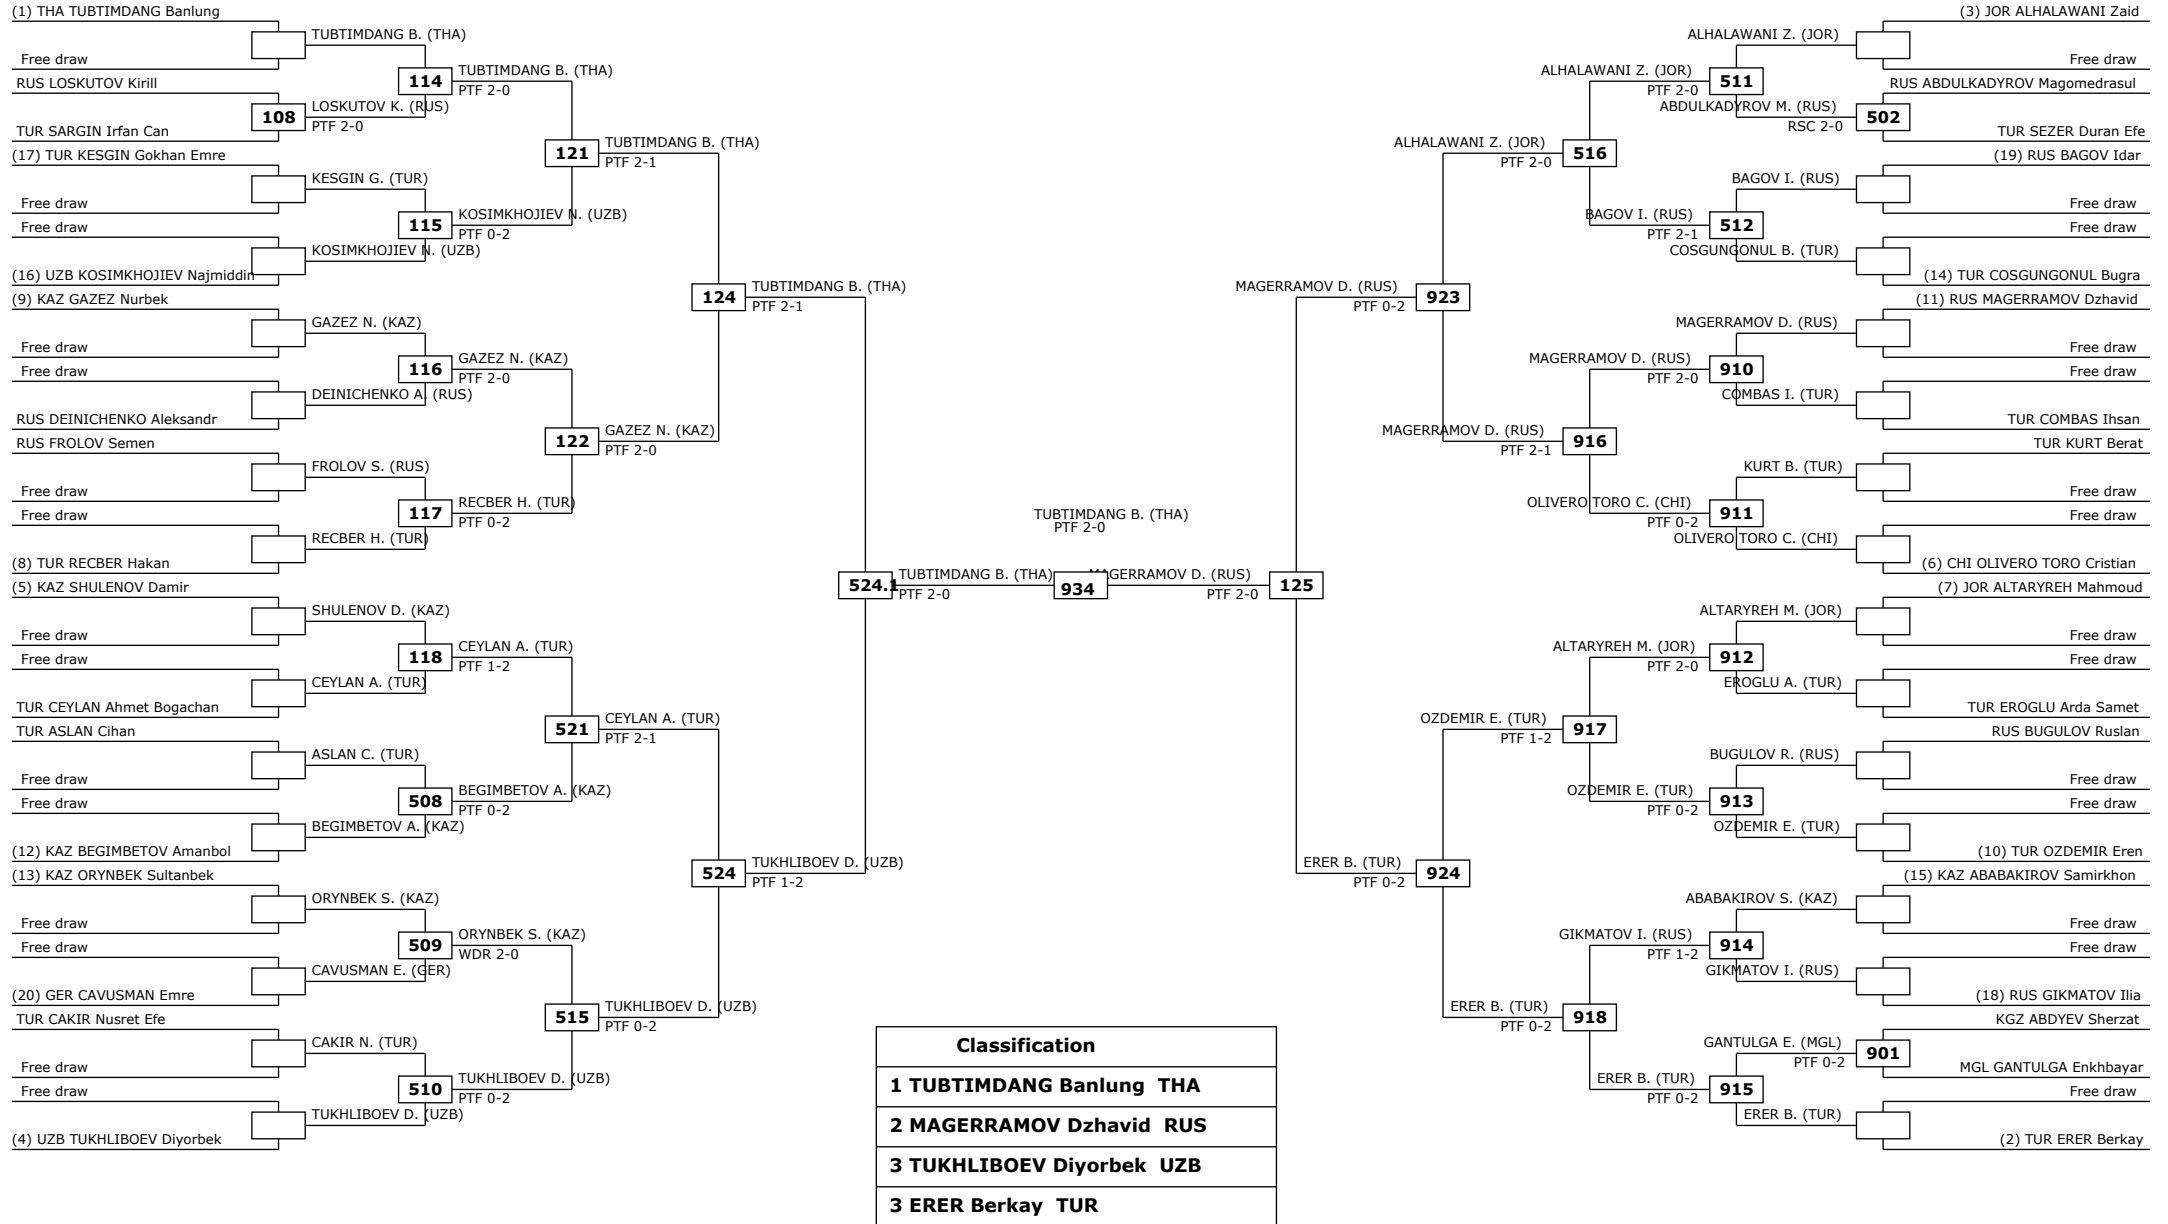 (1) THA TUBTIMDANG Banlung
Free draw
RUS LOSKUTOV Kirill
TUR SARGIN Irfan Can
(17) TUR KESGIN Gokhan Emre
Free draw
Free draw
(16) UZB KOSIMKHOJIEV Najmiddin
(9) KAZ GAZEZ Nurbek
Free draw
Free draw
RUS DEINICHENKO Aleksandr
RUS FROLOV Semen
Free draw
Free draw
(8) TUR RECBER Hakan
(5) KAZ SHULENOV Damir
Free draw
Free draw
TUR CEYLAN Ahmet Bogachan
TUR ASLAN Cihan
Free draw
Free draw
(12) KAZ BEGIMBETOV Amanbol
(13) KAZ ORYNBEK Sultanbek
Free draw
Free draw
(20) GER CAVUSMAN Emre
TUR CAKIR Nusret Efe
Free draw
Free draw
(4) UZB TUKHLIBOEV Diyorbek
108
TUBTIMDANG B. (THA)
LOSKUTOV K. (RUS)
PTF 2-0
KESGIN G. (TUR)
KOSIMKHOJIEV N. (UZB)
GAZEZ N. (KAZ)
DEINICHENKO A. (RUS)
FROLOV S. (RUS)
RECBER H. (TUR)
SHULENOV D. (KAZ)
CEYLAN A. (TUR)
ASLAN C. (TUR)
BEGIMBETOV A. (KAZ)
ORYNBEK S. (KAZ)
CAVUSMAN E. (GER)
CAKIR N. (TUR)
TUKHLIBOEV D. (UZB)
114
TUBTIMDANG B. (THA)
PTF 2-0
115
KOSIMKHOJIEV N. (UZB)
PTF 0-2
116
GAZEZ N. (KAZ)
PTF 2-0
117
RECBER H. (TUR)
PTF 0-2
118
CEYLAN A. (TUR)
PTF 1-2
508
BEGIMBETOV A. (KAZ)
PTF 0-2
509
ORYNBEK S. (KAZ)
WDR 2-0
510
TUKHLIBOEV D. (UZB)
PTF 0-2
121
TUBTIMDANG B. (THA)
PTF 2-1
122
GAZEZ N. (KAZ)
PTF 2-0
521
CEYLAN A. (TUR)
PTF 2-1
515
TUKHLIBOEV D. (UZB)
PTF 0-2
124
TUBTIMDANG B. (THA)
PTF 2-1
524
TUKHLIBOEV D. (UZB)
PTF 1-2
524.1
TUBTIMDANG B. (THA)
PTF 2-0
TUBTIMDANG B. (THA)
PTF 2-0
934
MAGERRAMOV D. (RUS)
PTF 2-0
125
MAGERRAMOV D. (RUS)
PTF 0-2
923
ERER B. (TUR)
PTF 0-2
924
ALHALAWANI Z. (JOR)
PTF 2-0
516
MAGERRAMOV D. (RUS)
PTF 2-1
916
OZDEMIR E. (TUR)
PTF 1-2
917
ERER B. (TUR)
PTF 0-2
918
ALHALAWANI Z. (JOR)
PTF 2-0
511
BAGOV I. (RUS)
PTF 2-1
512
MAGERRAMOV D. (RUS)
PTF 2-0
910
OLIVERO TORO C. (CHI)
PTF 0-2
911
ALTARYREH M. (JOR)
PTF 2-0
912
OZDEMIR E. (TUR)
PTF 0-2
913
GIKMATOV I. (RUS)
PTF 1-2
914
ERER B. (TUR)
PTF 0-2
915
ALHALAWANI Z. (JOR)
ABDULKADYROV M. (RUS)
RSC 2-0
502
BAGOV I. (RUS)
COSGUNGONUL B. (TUR)
MAGERRAMOV D. (RUS)
COMBAS I. (TUR)
KURT B. (TUR)
OLIVERO TORO C. (CHI)
ALTARYREH M. (JOR)
EROGLU A. (TUR)
BUGULOV R. (RUS)
OZDEMIR E. (TUR)
ABABAKIROV S. (KAZ)
GIKMATOV I. (RUS)
GANTULGA E. (MGL)
PTF 0-2
901
ERER B. (TUR)
(3) JOR ALHALAWANI Zaid
Free draw
RUS ABDULKADYROV Magomedrasul
TUR SEZER Duran Efe
(19) RUS BAGOV Idar
Free draw
Free draw
(14) TUR COSGUNGONUL Bugra
(11) RUS MAGERRAMOV Dzhavid
Free draw
Free draw
TUR COMBAS Ihsan
TUR KURT Berat
Free draw
Free draw
(6) CHI OLIVERO TORO Cristian
(7) JOR ALTARYREH Mahmoud
Free draw
Free draw
TUR EROGLU Arda Samet
RUS BUGULOV Ruslan
Free draw
Free draw
(10) TUR OZDEMIR Eren
(15) KAZ ABABAKIROV Samirkhon
Free draw
Free draw
(18) RUS GIKMATOV Ilia
KGZ ABDYEV Sherzat
MGL GANTULGA Enkhbayar
Free draw
(2) TUR ERER Berkay
Classification
1 TUBTIMDANG Banlung THA
2 MAGERRAMOV Dzhavid RUS
3 TUKHLIBOEV Diyorbek UZB
3 ERER Berkay TUR